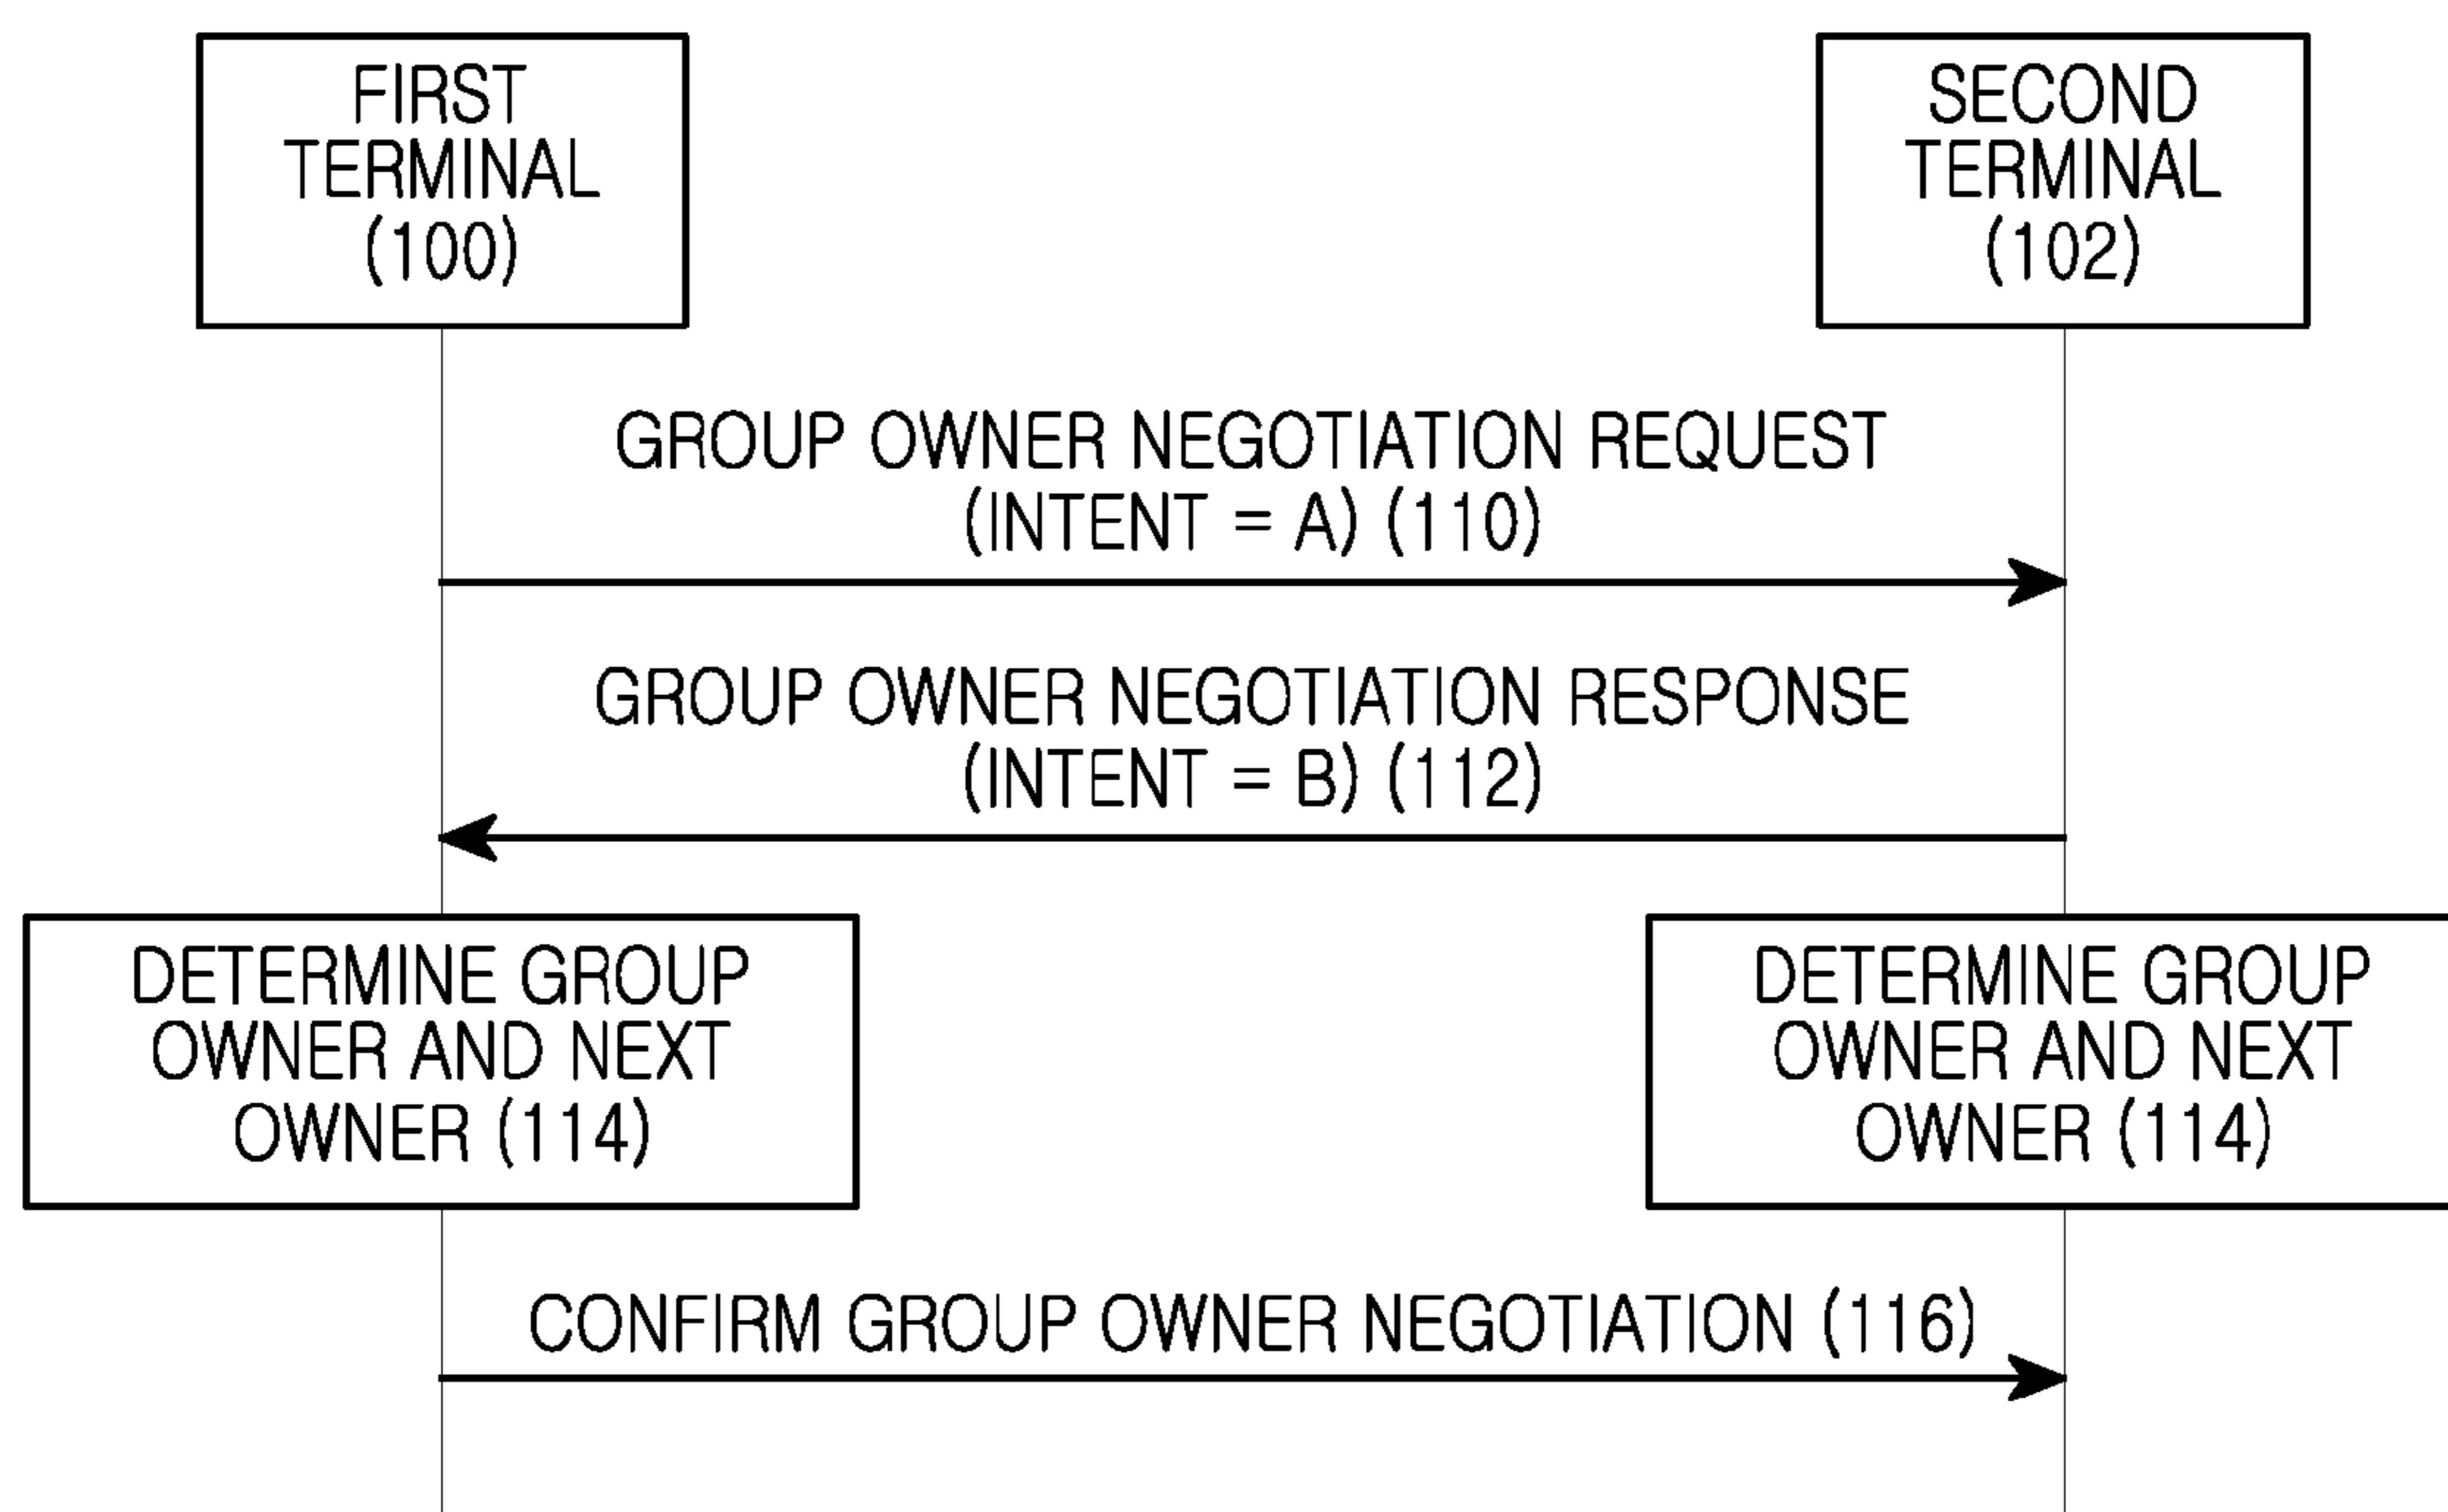 FIRST
TERMINAL
(100)
SECOND
TERMINAL
(102)
GROUP OWNER NEGOTIATION REQUEST
(INTENT = A) (110)
GROUP OWNER NEGOTIATION RESPONSE
(INTENT = B) (112)
DETERMINE GROUP
OWNER AND NEXT
OWNER (114)
DETERMINE GROUP
OWNER AND NEXT
OWNER (114)
CONFIRM GROUP OWNER NEGOTIATION (116)